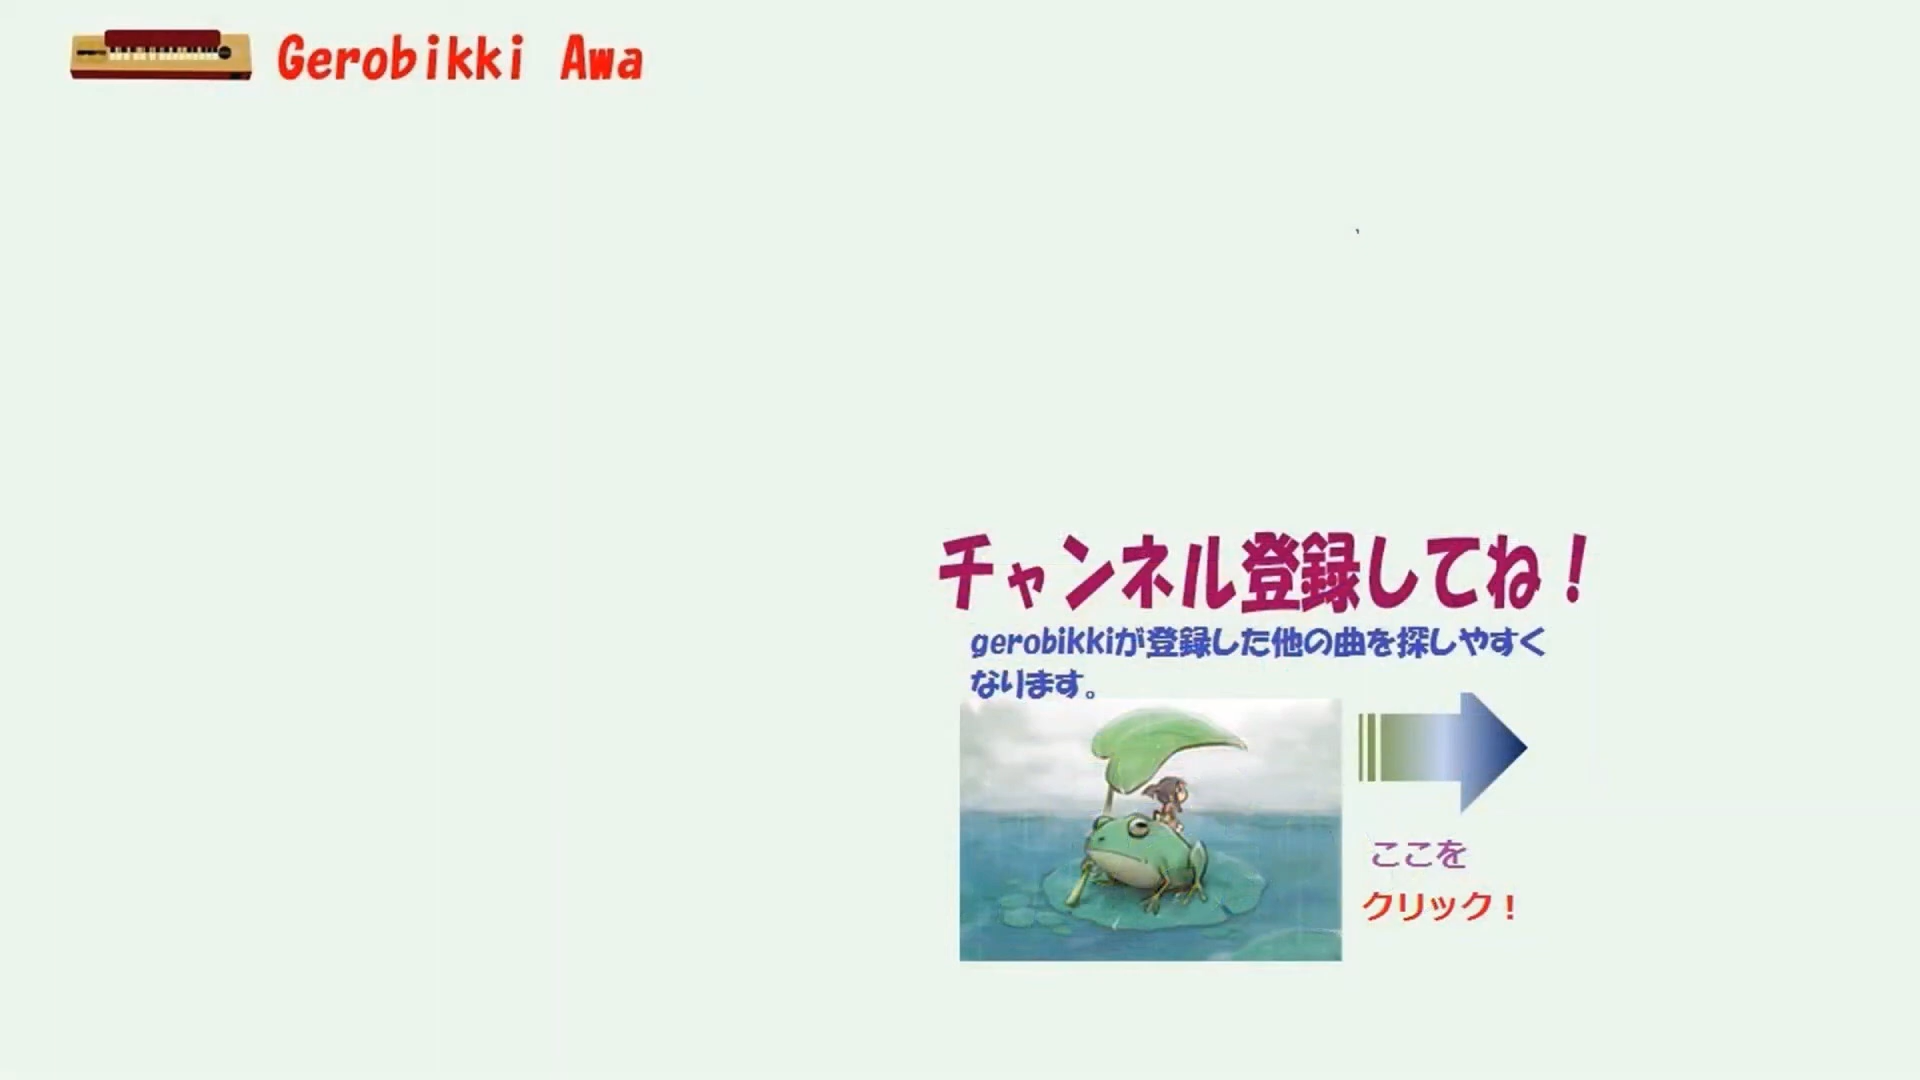 Gerobikki Awa
チャンネル登録してね！
gerobikkiが登録した他の曲を探しやすく
なります。
ここを
クリック！